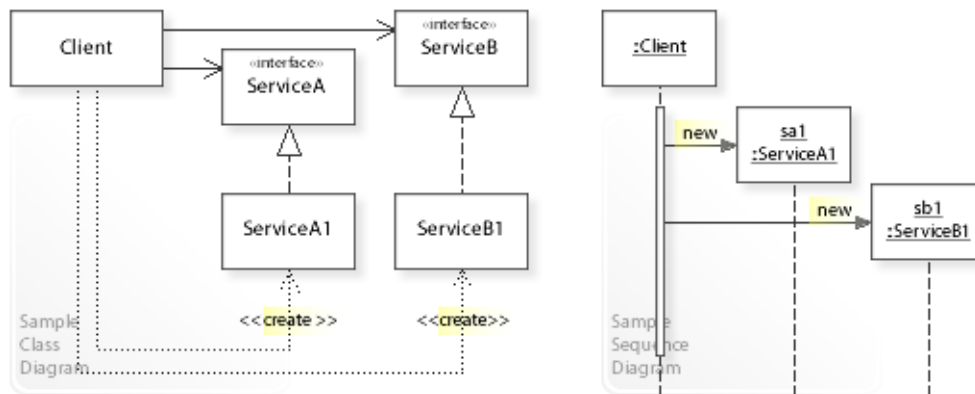 Client
«interface»
ServiceB
«interface»
ServiceA
ServiceA1
ServiceB1
<<create >>
<<create>>
Sample
Class
Diagram
:Client
new
sa1
:ServiceA1
new
sb1
:ServiceB1
Sample
Sequence
Diagram